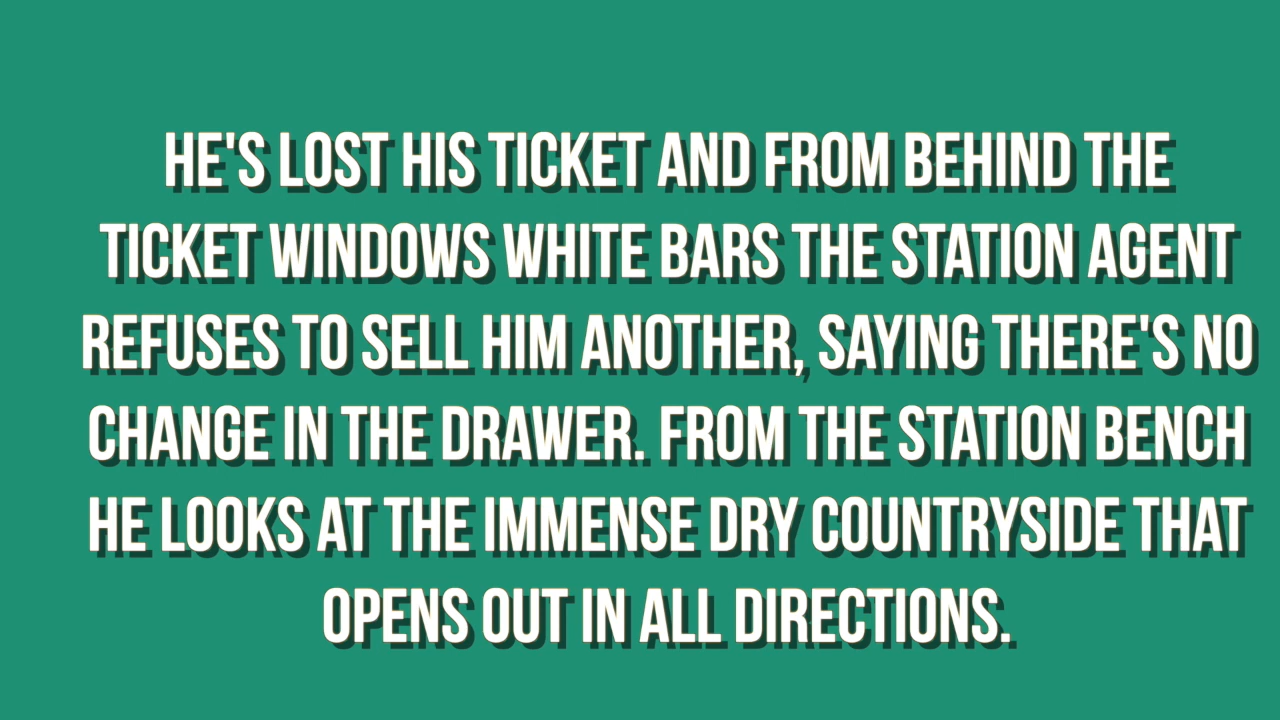 HE'S LOST HIS TICKET AND FROM BEHIND THE
TICKET WINDOWS WHITE BARS THE STATION AGENT
REFUSES TO SELL HIM ANOTHER, SAYING THERE'S NO
CHANGE IN THE DRAWER. FROM THE STATION BENCH
HE LOOKS AT THE IMMENSE DRY COUNTRYSIDE THAT
OPENS OUT IN ALL DIRECTIONS.